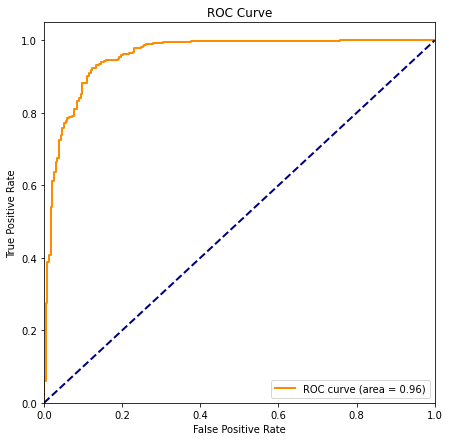 ROC Curve
True Positive Rate
1.0
0.8
0.6
0.4
0.2
0.0
0.0 0.2 0.4 0.6 0.8 1.0
False Positive Rate
ROC curve (area = 0.96)